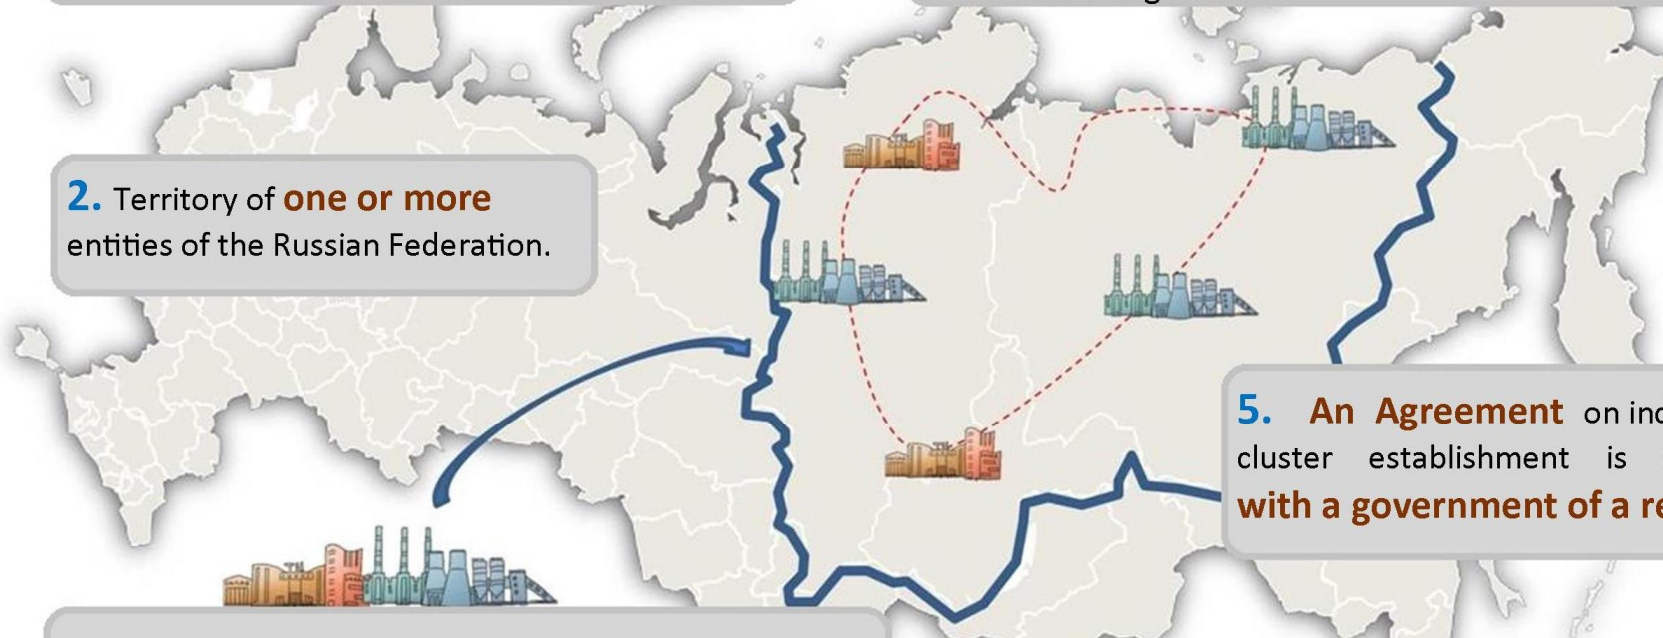 2. Territory of one or more
entities of the Russian Federation.
5. An Agreement on
cluster establishment is
with a government of a